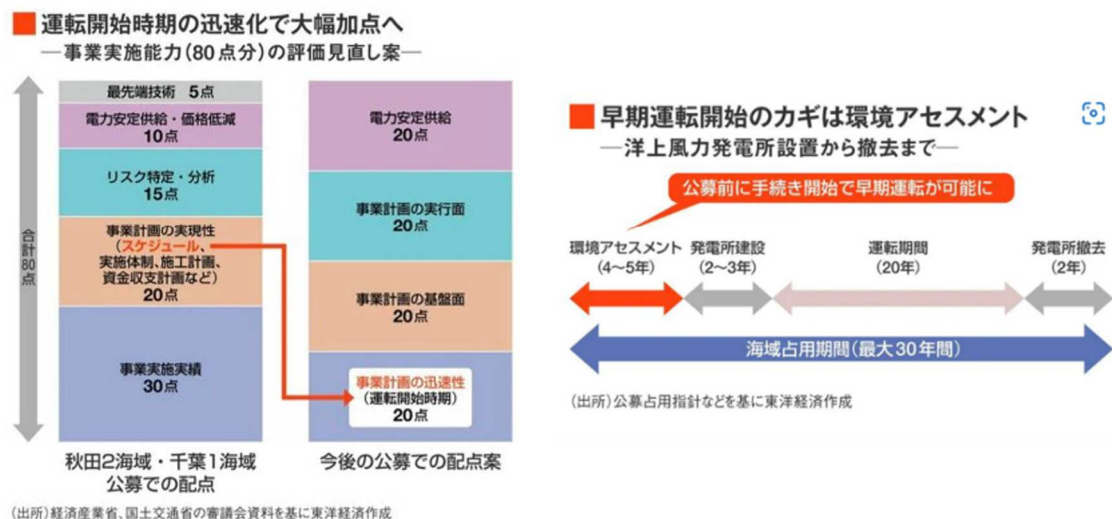 ■ 運転開始時期の迅速化で大幅加点へ
―事業実施能力(80点分)の評価見直し案―
合計80点
最先端技術 5点
電力安定供給・価格低減
10点
リスク特定・分析
15点
事業計画の実現性
(スケジュール、
実施体制、施工計画、
資金収支計画など)
20点
事業実施実績
30点
秋田2海域・千葉1海域
公募での配点
電力安定供給
20点
事業計画の実行面
20点
事業計画の基盤面
20点
事業計画の迅速性
(運転開始時期)
20点
今後の公募での配点案
(出所)経済産業省、国土交通省の審議会資料を基に東洋経済作成
■ 早期運転開始のカギは環境アセスメント
―洋上風力発電所設置から撤去まで―
公募前に手続き開始で早期運転が可能に
環境アセスメント
(4〜5年)
発電所建設
(2〜3年)
運転期間
(20年)
発電所撤去
(2年)
海域占用期間(最大30年間)
(出所)公募占用指針などを基に東洋経済作成